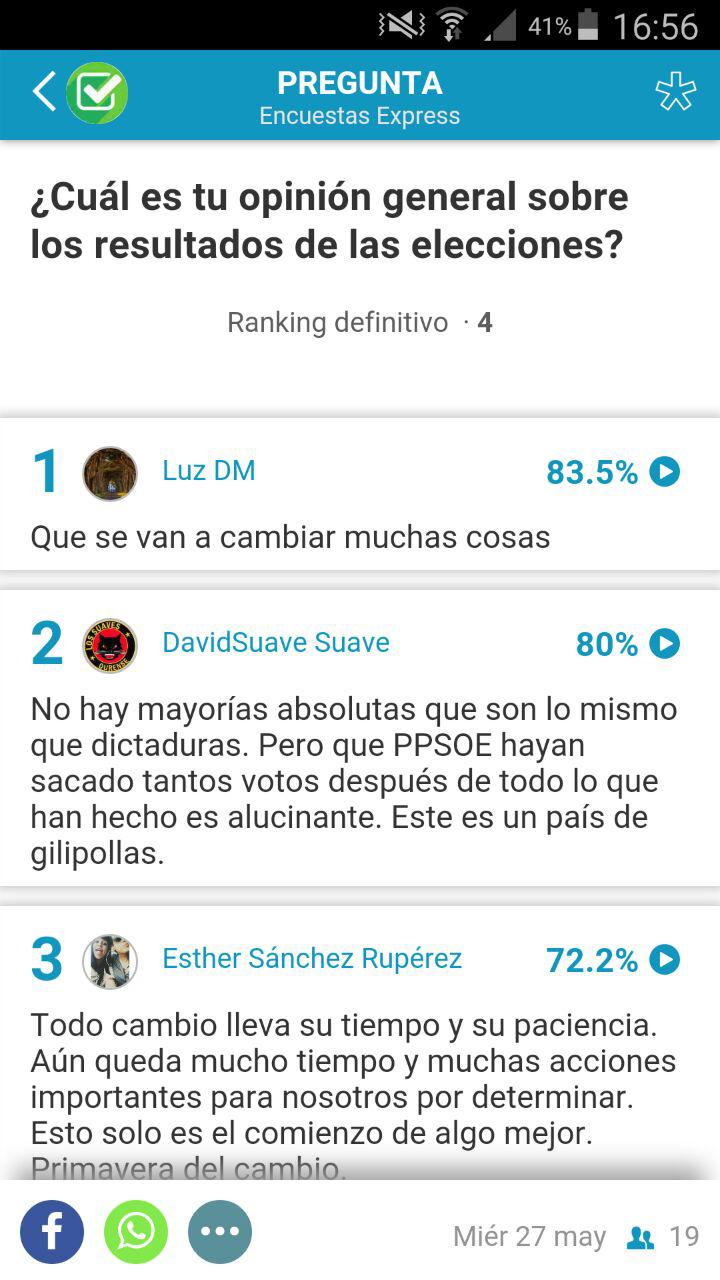 41% 16:56
PREGUNTA
Encuestas Express
¿Cuál es tu opinión general sobre
los resultados de las elecciones?
Ranking definitivo · 4
1 Luz DM 83.5%
Que se van a cambiar muchas cosas
2 LOS SUAVES OURENSE DavidSuave Suave 80%
No hay mayorías absolutas que son lo mismo
que dictaduras. Pero que PPSOE hayan
sacado tantos votos después de todo lo que
han hecho es alucinante. Este es un país de
gilipollas.
3 Esther Sánchez Rupérez 72.2%
Todo cambio lleva su tiempo y su paciencia.
Aún queda mucho tiempo y muchas acciones
importantes para nosotros por determinar.
Esto solo es el comienzo de algo mejor.
Primavera del cambio.
Miér 27 may 19